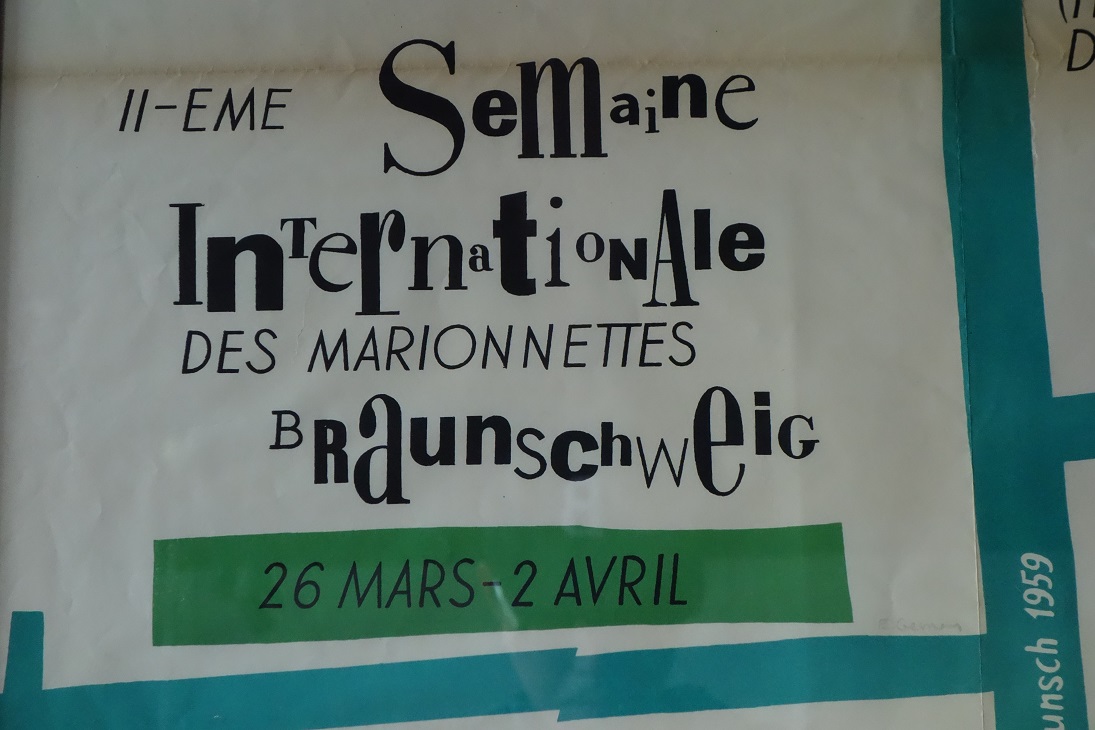 II-EME Semaine
Internationale
DES MARIONNETTES
BRaunschweiG
26 MARS-2 AVRIL
unsch 1959